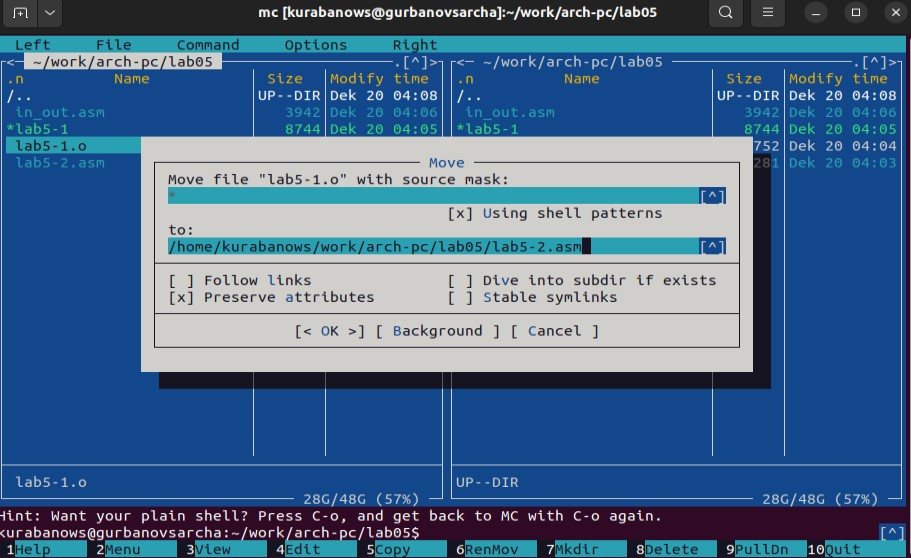 mc [kurabanows@gurbanovsarcha]:~/work/arch-pc/lab05
Left File Command Options Right
<─ ~/work/arch-pc/lab05 .[^]>
.n Name Size Modify time
/.. UP--DIR Dek 20 04:08
in_out.asm 3942 Dek 20 04:06
*lab5-1 8744 Dek 20 04:05
lab5-1.o
lab5-2.asm
<─ ~/work/arch-pc/lab05 .[^]>
.n Name Size Modify time
/.. UP--DIR Dek 20 04:08
in_out.asm 3942 Dek 20 04:06
*lab5-1 8744 Dek 20 04:05
752 Dek 20 04:04
281 Dek 20 04:03
Move
Move file "lab5-1.o" with source mask:
* [^]
[x] Using shell patterns
to:
/home/kurabanows/work/arch-pc/lab05/lab5-2.asm [^]
[ ] Follow links [ ] Dive into subdir if exists
[x] Preserve attributes [ ] Stable symlinks
[< OK >] [ Background ] [ Cancel ]
lab5-1.o
28G/48G (57%)
UP--DIR
28G/48G (57%)
Hint: Want your plain shell? Press C-o, and get back to MC with C-o again.
kurabanows@gurbanovsarcha:~/work/arch-pc/lab05$ [^]
1Help 2Menu 3View 4Edit 5Copy 6RenMov 7Mkdir 8Delete 9PullDn 10Quit